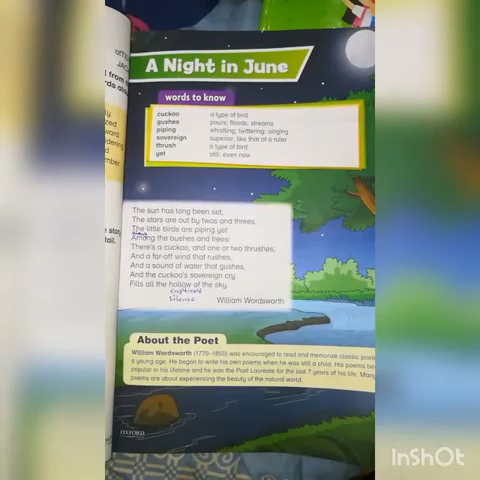 A Night in June
words to know
cuckoo a type of bird
gushes pours; floods, streams
piping whistling; twittering; singing
sovereign superior, like that of a ruler
thrush a type of bird
yet still, even now
The sun has long been set,
The stars are out by twos and threes,
The little birds are piping yet
Among the bushes and trees;
There's a cuckoo, and one or two thrushes,
And a far-off wind that rushes,
And a sound of water that gushes,
And the cuckoo's sovereign cry
Fills all the hollow of the sky.
silence
William Wordsworth
About the Poet
William Wordsworth (1770–1850) was encouraged to read and memorize classic poets
a young age. He began to write his own poems when he was still a child. His poems
popular in his lifetime and he was the Poet Laureate for the last 7 years of his life. Many
poems are about experiencing the beauty of the natural world.
OXFORD
InShOt